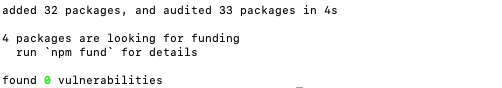 added 32 packages, and audited 33 packages in 4s
4 packages are looking for funding
run `npm fund` for details
found 0 vulnerabilities